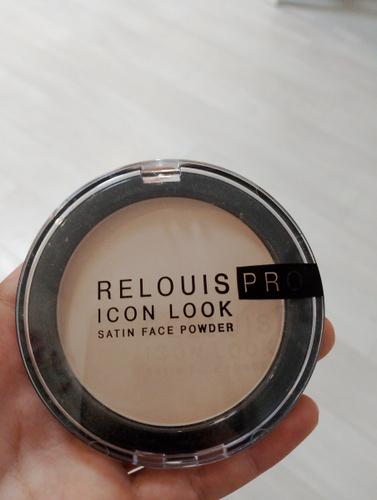 RELOUIS PRO
ICON LOOK
SATIN FACE POWDER